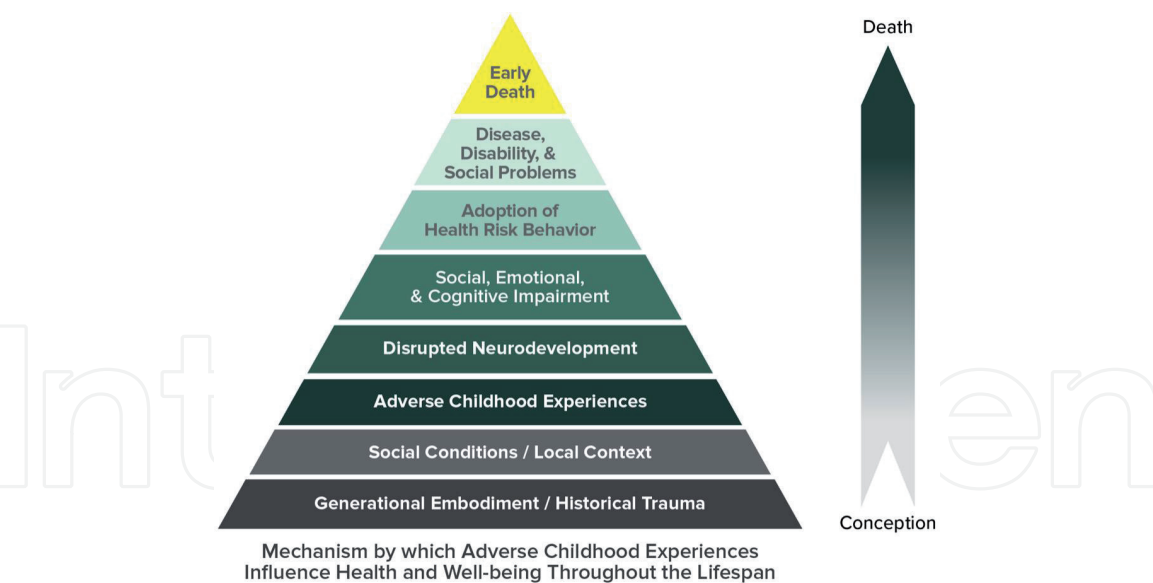 Early
Death
Disease,
Disability, &
Social Problems
Adoption of
Health Risk Behavior
Social, Emotional,
& Cognitive Impairment
Disrupted Neurodevelopment
Adverse Childhood Experiences
Social Conditions / Local Context
Generational Embodiment / Historical Trauma
Mechanism by which Adverse Childhood Experiences
Influence Health and Well-being Throughout the Lifespan
Death
Conception
Int
en